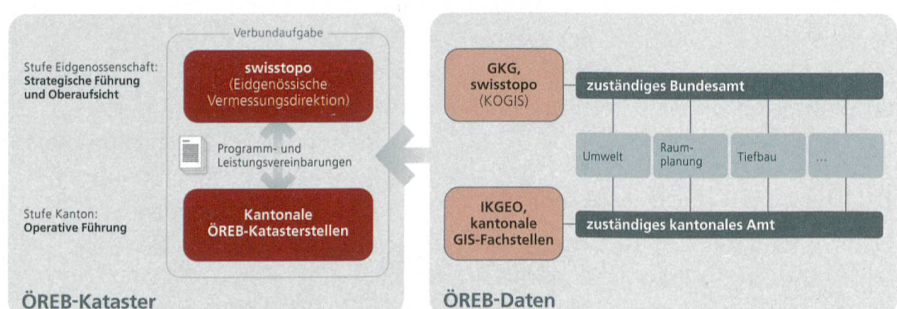 Verbundaufgabe
Stufe Eidgenossenschaft:
Strategische Führung
und Oberaufsicht
swisstopo
(Eidgenössische
Vermessungsdirektion)
Programm- und
Leistungsvereinbarungen
Stufe Kanton:
Operative Führung
Kantonale
ÖREB-Katasterstellen
ÖREB-Kataster
GKG,
swisstopo
(KOGIS)
zuständiges Bundesamt
Umwelt
Raum-
planung
Tiefbau
...
IKGEO,
kantonale
GIS-Fachstellen
zuständiges kantonales Amt
ÖREB-Daten